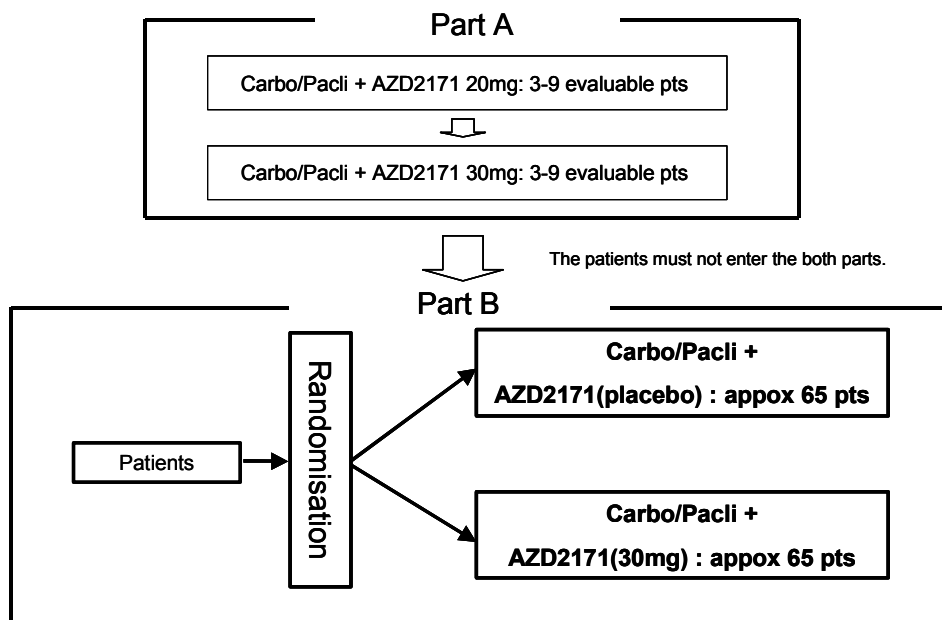 Part A
Carbo/Pacli + AZD2171 20mg: 3-9 evaluable pts
Carbo/Pacli + AZD2171 30mg: 3-9 evaluable pts
The patients must not enter the both parts.
Part B
Patients
Randomisation
Carbo/Pacli +
AZD2171(placebo) : appox 65 pts
Carbo/Pacli +
AZD2171(30mg) : appox 65 pts